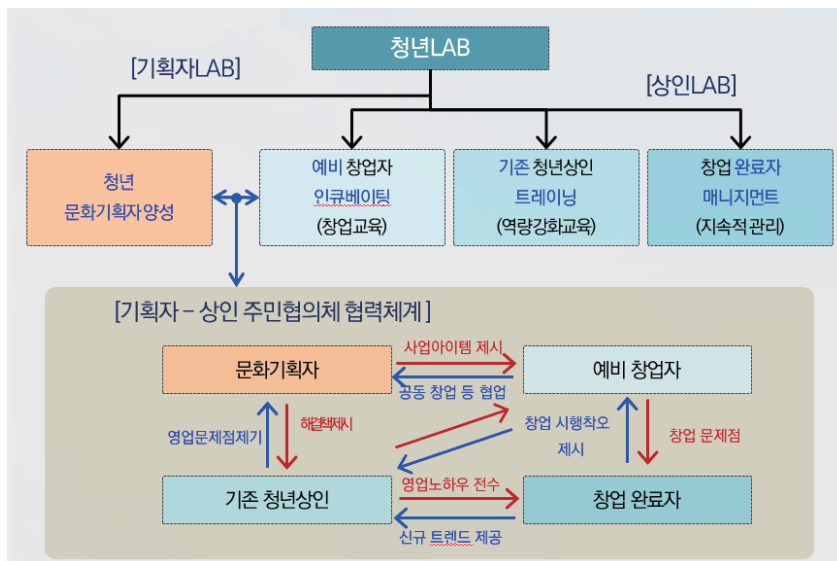 청년LAB
[기획자LAB]
[상인LAB]
청년
문화기획자 양성
예비 창업자
인큐베이팅
(창업교육)
기존 청년상인
트레이닝
(역량강화교육)
창업 완료자
매니지먼트
(지속적 관리)
[기획자 – 상인 주민협의체 협력체계 ]
문화기획자
사업아이템 제시
공동 창업 등 협업
예비 창업자
영업문제점제기
해결책제시
창업 시행착오
제시
창업 문제점
기존 청년상인
영업노하우 전수
신규 트렌드 제공
창업 완료자